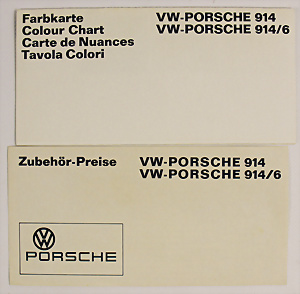 Farbkarte VW-PORSCHE 914
Colour Chart VW-PORSCHE 914/6
Carte de Nuances
Tavola Colori
Zubehör-Preise VW-PORSCHE 914
VW-PORSCHE 914/6
VW
PORSCHE